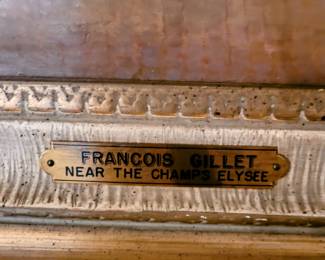 FRANCOIS GILLET
NEAR THE CHAMPS ELYSEE